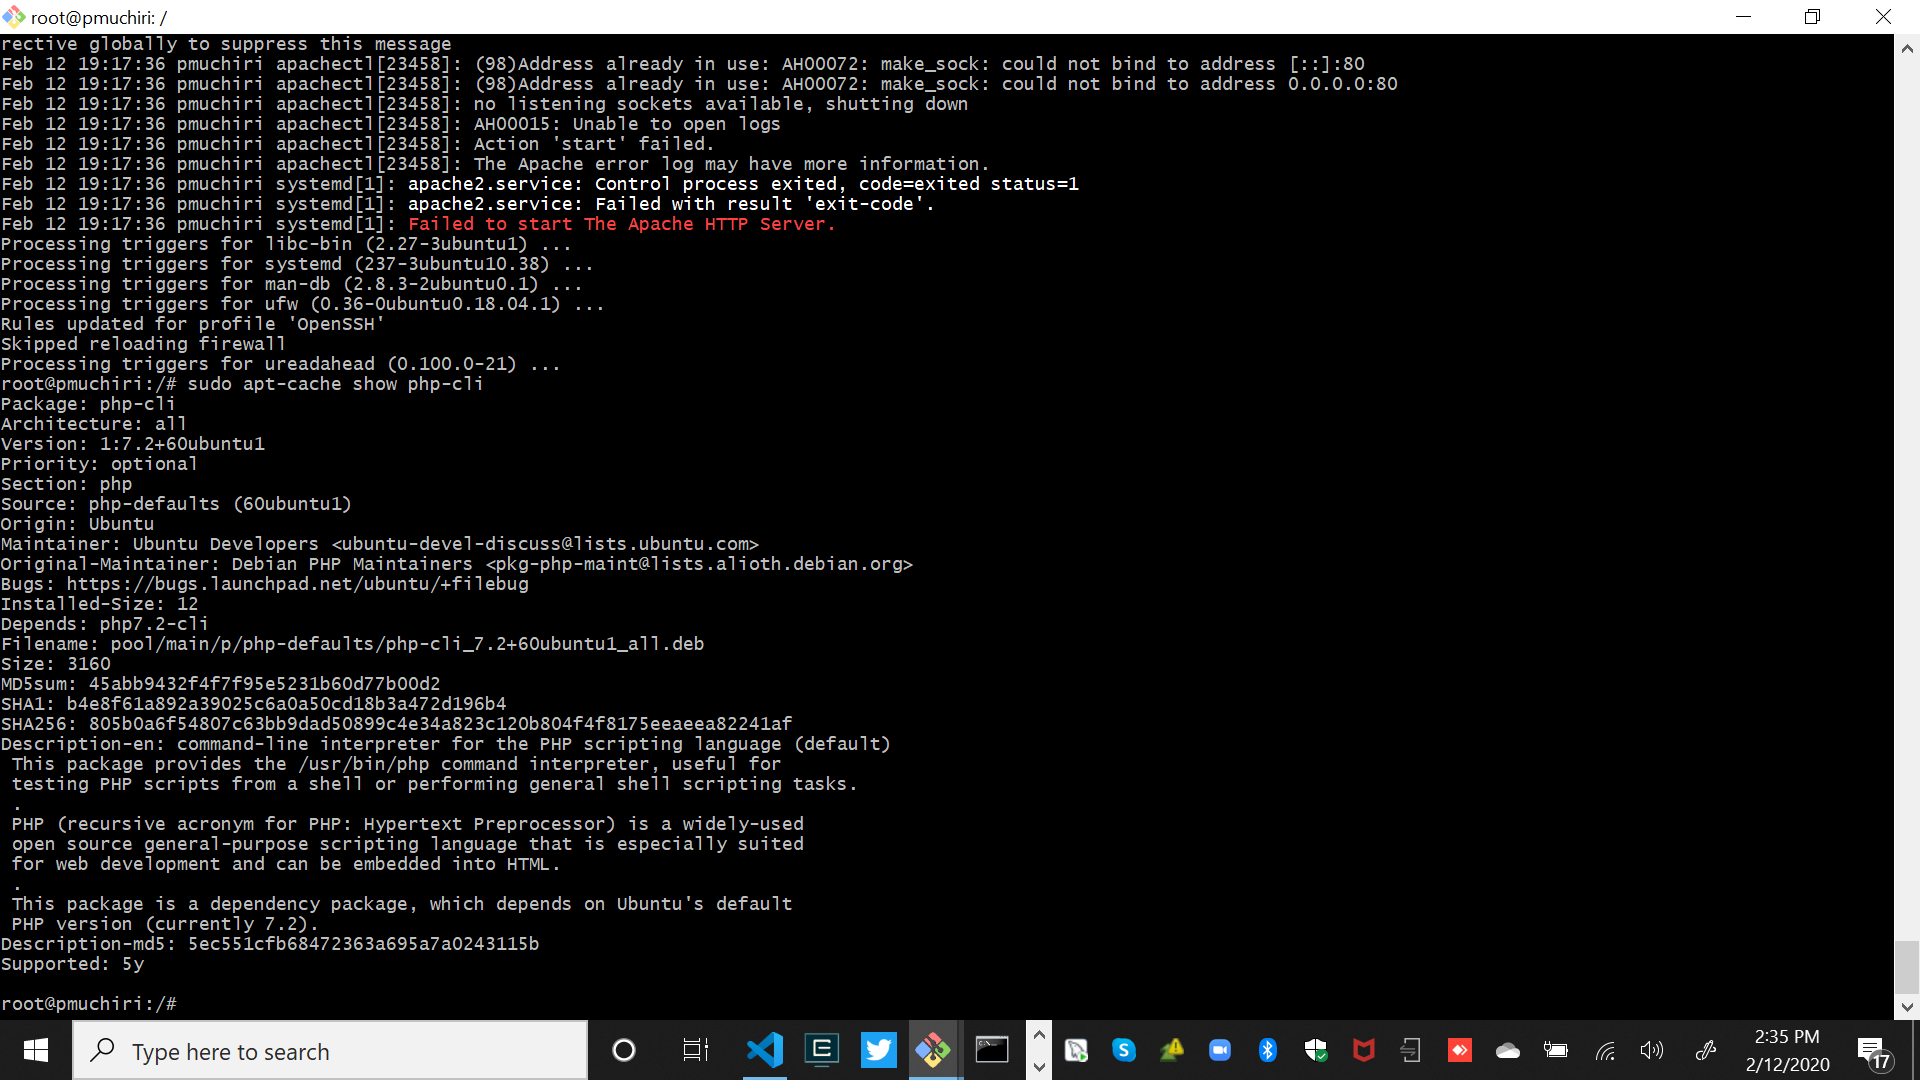 root@pmuchiri: /
rective globally to suppress this message
Feb 12 19:17:36 pmuchiri apachectl[23458]: (98)Address already in use: AH00072: make_sock: could not bind to address [::]:80
Feb 12 19:17:36 pmuchiri apachectl[23458]: (98)Address already in use: AH00072: make_sock: could not bind to address 0.0.0.0:80
Feb 12 19:17:36 pmuchiri apachectl[23458]: no listening sockets available, shutting down
Feb 12 19:17:36 pmuchiri apachectl[23458]: AH00015: Unable to open logs
Feb 12 19:17:36 pmuchiri apachectl[23458]: Action 'start' failed.
Feb 12 19:17:36 pmuchiri apachectl[23458]: The Apache error log may have more information.
Feb 12 19:17:36 pmuchiri systemd[1]: apache2.service: Control process exited, code=exited status=1
Feb 12 19:17:36 pmuchiri systemd[1]: apache2.service: Failed with result 'exit-code'.
Feb 12 19:17:36 pmuchiri systemd[1]: Failed to start The Apache HTTP Server.
Processing triggers for libc-bin (2.27-3ubuntu1) ...
Processing triggers for systemd (237-3ubuntu10.38) ...
Processing triggers for man-db (2.8.3-2ubuntu0.1) ...
Processing triggers for ufw (0.36-0ubuntu0.18.04.1) ...
Rules updated for profile 'OpenSSH'
Skipped reloading firewall
Processing triggers for ureadahead (0.100.0-21) ...
root@pmuchiri:/# sudo apt-cache show php-cli
Package: php-cli
Architecture: all
Version: 1:7.2+60ubuntu1
Priority: optional
Section: php
Source: php-defaults (60ubuntu1)
Origin: Ubuntu
Maintainer: Ubuntu Developers <ubuntu-devel-discuss@lists.ubuntu.com>
Original-Maintainer: Debian PHP Maintainers <pkg-php-maint@lists.alioth.debian.org>
Bugs: https://bugs.launchpad.net/ubuntu/+filebug
Installed-Size: 12
Depends: php7.2-cli
Filename: pool/main/p/php-defaults/php-cli_7.2+60ubuntu1_all.deb
Size: 3160
MD5sum: 45abb9432f4f7f95e5231b60d77b00d2
SHA1: b4e8f61a892a39025c6a0a50cd18b3a472d196b4
SHA256: 805b0a6f54807c63bb9dad50899c4e34a823c120b804f4f8175eeaeea82241af
Description-en: command-line interpreter for the PHP scripting language (default)
This package provides the /usr/bin/php command interpreter, useful for
testing PHP scripts from a shell or performing general shell scripting tasks.
.
PHP (recursive acronym for PHP: Hypertext Preprocessor) is a widely-used
open source general-purpose scripting language that is especially suited
for web development and can be embedded into HTML.
.
This package is a dependency package, which depends on Ubuntu's default
PHP version (currently 7.2).
Description-md5: 5ec551cfb68472363a695a7a0243115b
Supported: 5y
root@pmuchiri:/#
Type here to search
2:35 PM
2/12/2020
17